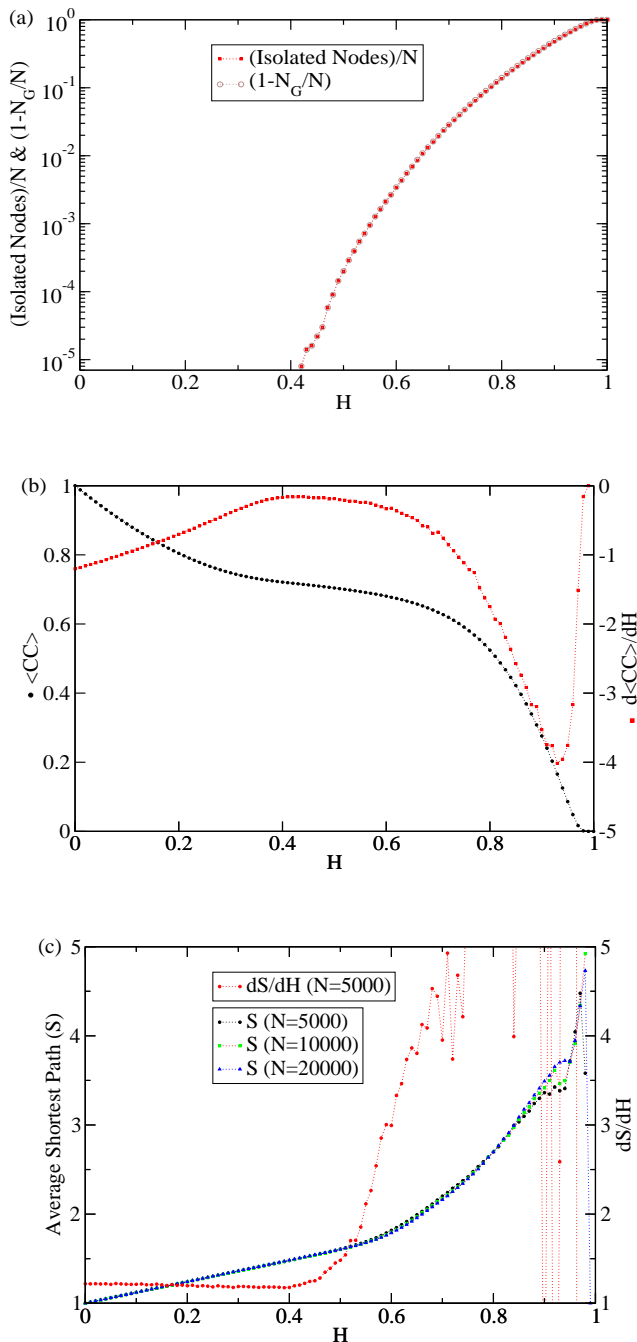 (a)
(Isolated Nodes)/N & (1-N_G/N)
10^0
10^-1
10^-2
10^-3
10^-4
10^-5
(Isolated Nodes)/N
(1-N_G/N)
0 0.2 0.4 0.6 0.8 1
H
(b)
<CC>
1
0.8
0.6
0.4
0.2
0
0
-1
-2
-3
-4
-5
d<CC>/dH
0 0.2 0.4 0.6 0.8 1
H
(c)
Average Shortest Path (S)
5
4
3
2
1
dS/dH (N=5000)
S (N=5000)
S (N=10000)
S (N=20000)
5
4
3
2
1
dS/dH
0 0.2 0.4 0.6 0.8 1
H